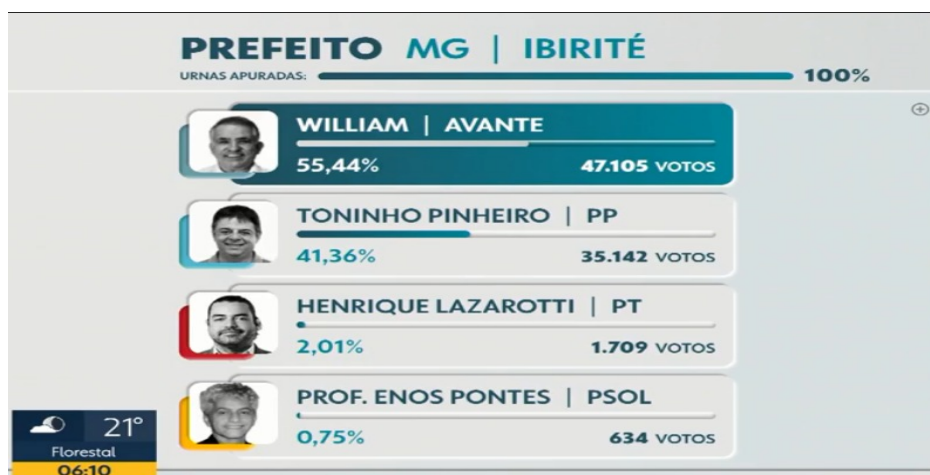 PREFEITO MG | IBIRITÉ
URNAS APURADAS: 100%
WILLIAM | AVANTE
55,44% 47.105 VOTOS
TONINHO PINHEIRO | PP
41,36% 35.142 VOTOS
HENRIQUE LAZAROTTI | PT
2,01% 1.709 VOTOS
PROF. ENOS PONTES | PSOL
0,75% 634 VOTOS
21°
Florestal
06:10